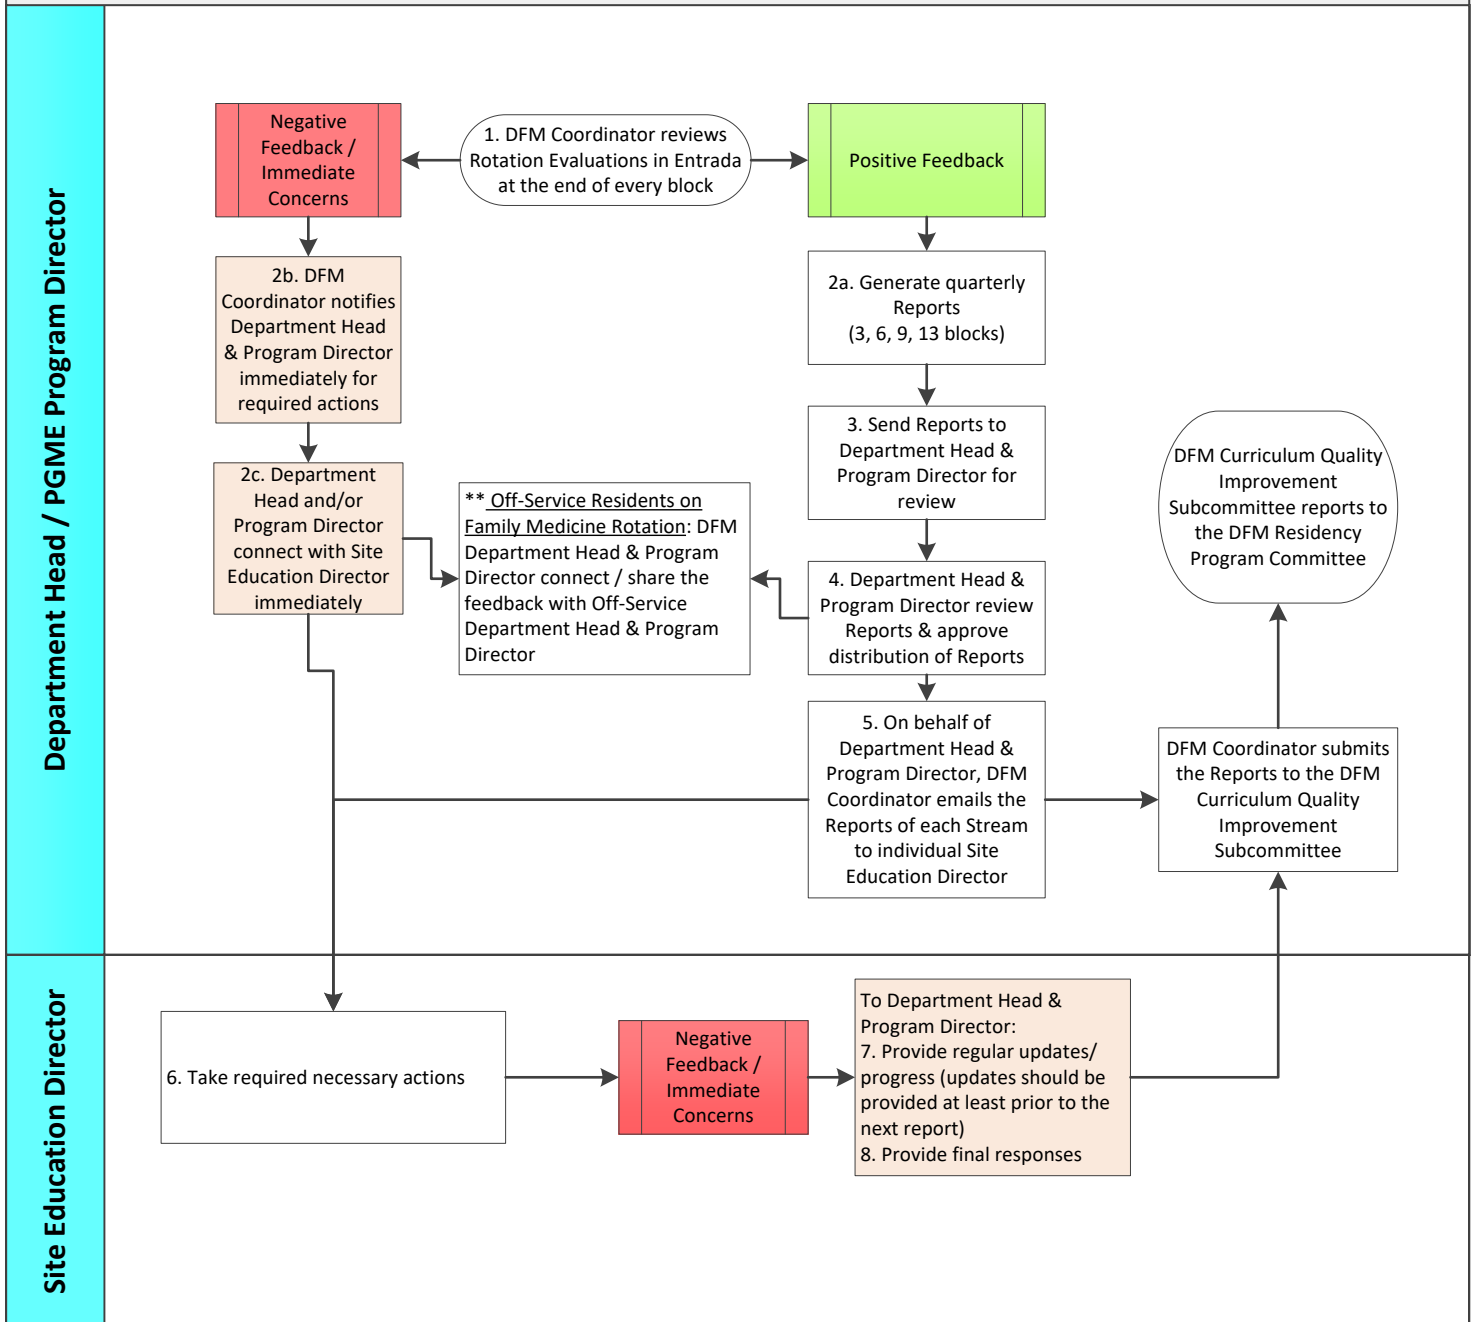 Department Head / PGME Program Director
Negative
Feedback /
Immediate
Concerns
1. DFM Coordinator reviews
Rotation Evaluations in Entrada
at the end of every block
Positive Feedback
2b. DFM
Coordinator notifies
Department Head
& Program Director
immediately for
required actions
2a. Generate quarterly
Reports
(3, 6, 9, 13 blocks)
2c. Department
Head and/or
Program Director
connect with Site
Education Director
immediately
** Off-Service Residents on
Family Medicine Rotation: DFM
Department Head & Program
Director connect / share the
feedback with Off-Service
Department Head & Program
Director
3. Send Reports to
Department Head &
Program Director for
review
4. Department Head &
Program Director review
Reports & approve
distribution of Reports
5. On behalf of
Department Head &
Program Director, DFM
Coordinator emails the
Reports of each Stream
to individual Site
Education Director
DFM Curriculum Quality
Improvement
Subcommittee reports to
the DFM Residency
Program Committee
DFM Coordinator submits
the Reports to the DFM
Curriculum Quality
Improvement
Subcommittee
Site Education Director
6. Take required necessary actions
Negative
Feedback /
Immediate
Concerns
To Department Head &
Program Director:
7. Provide regular updates/
progress (updates should be
provided at least prior to the
next report)
8. Provide final responses